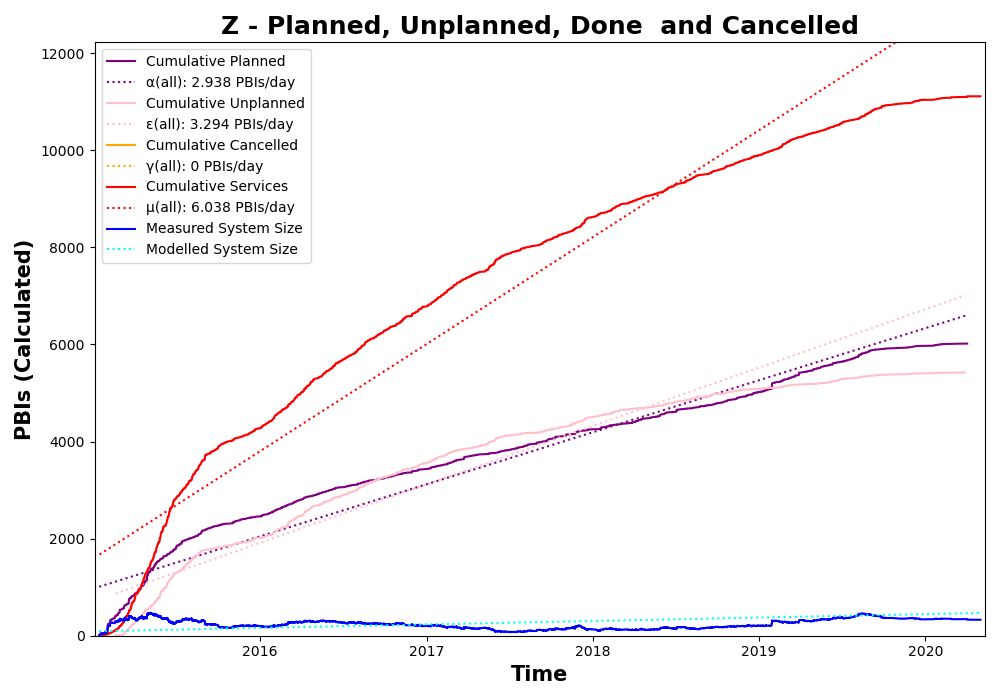 Z - Planned, Unplanned, Done  and Cancelled
12000
10000
8000
6000
4000
2000
0
PBIs (Calculated)
Cumulative Planned
α(all): 2.938 PBIs/day
Cumulative Unplanned
ε(all): 3.294 PBIs/day
Cumulative Cancelled
γ(all): 0 PBIs/day
Cumulative Services
μ(all): 6.038 PBIs/day
Measured System Size
Modelled System Size
2016 2017 2018 2019 2020
Time